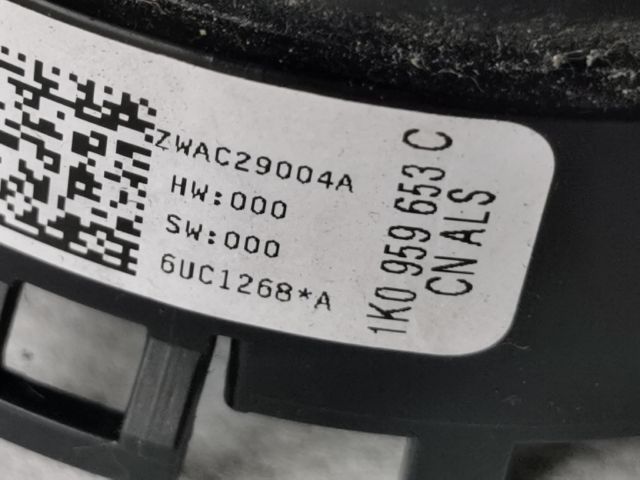 ZWAC29004A
HW:000
SW:000
6UC1268*A
1K0 959 653 C
CN ALS